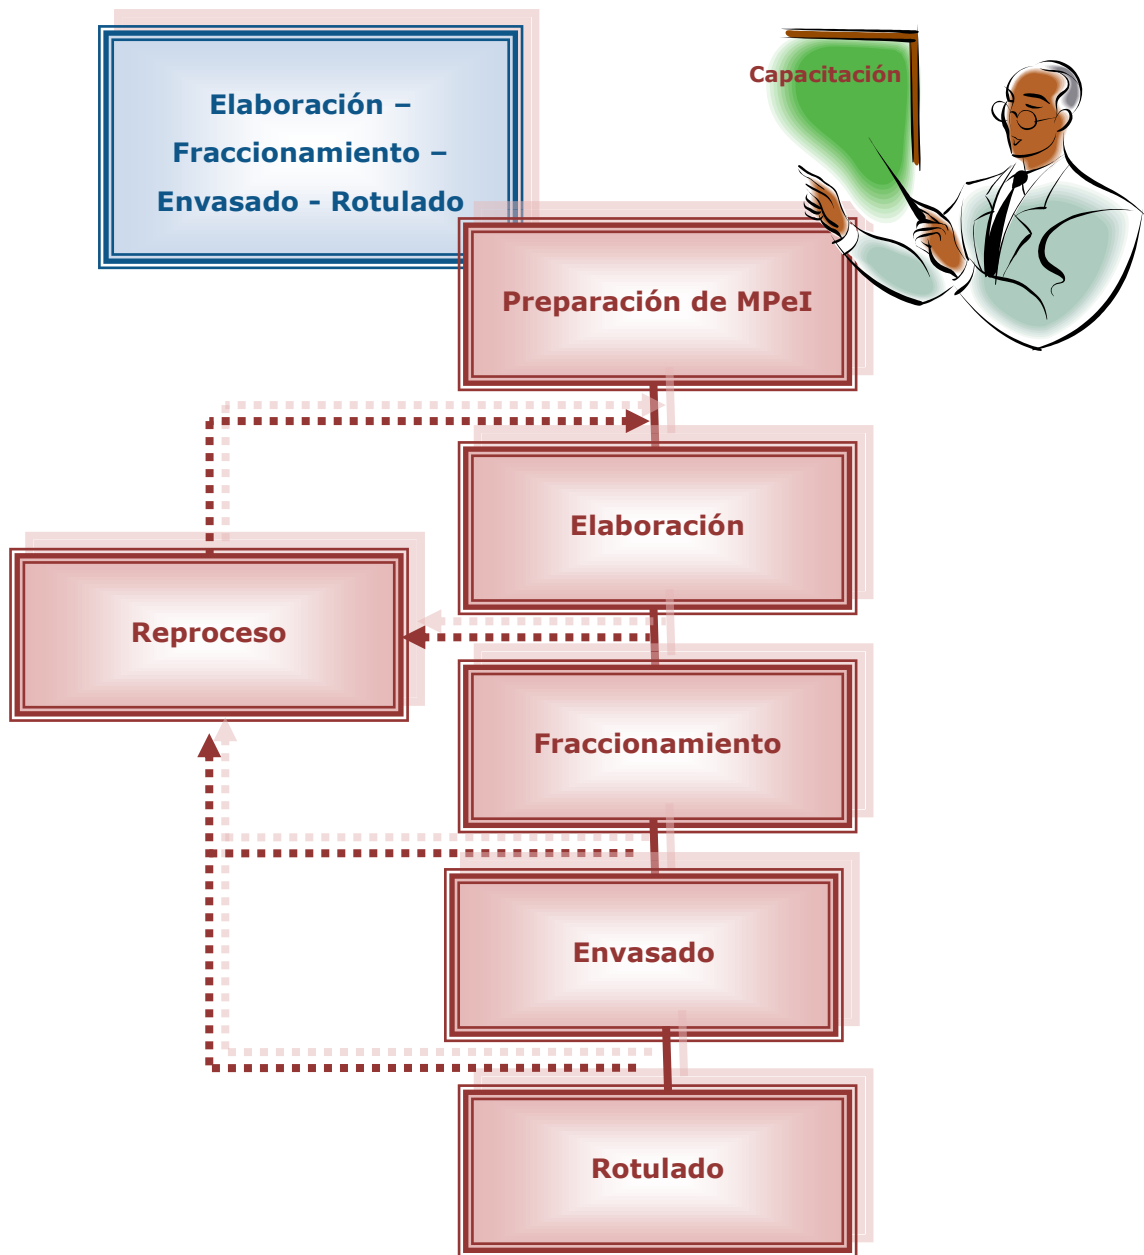 Capacitación
Elaboración –
Fraccionamiento –
Envasado - Rotulado
Preparación de MPeI
Elaboración
Reproceso
Fraccionamiento
Envasado
Rotulado